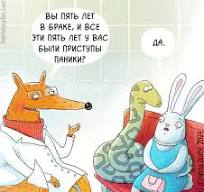 ВЫ ПЯТЬ ЛЕТ
В БРАКЕ, И ВСЕ
ЭТИ ПЯТЬ ЛЕТ У ВАС
БЫЛИ ПРИСТУПЫ
ПАНИКИ?
ДА.